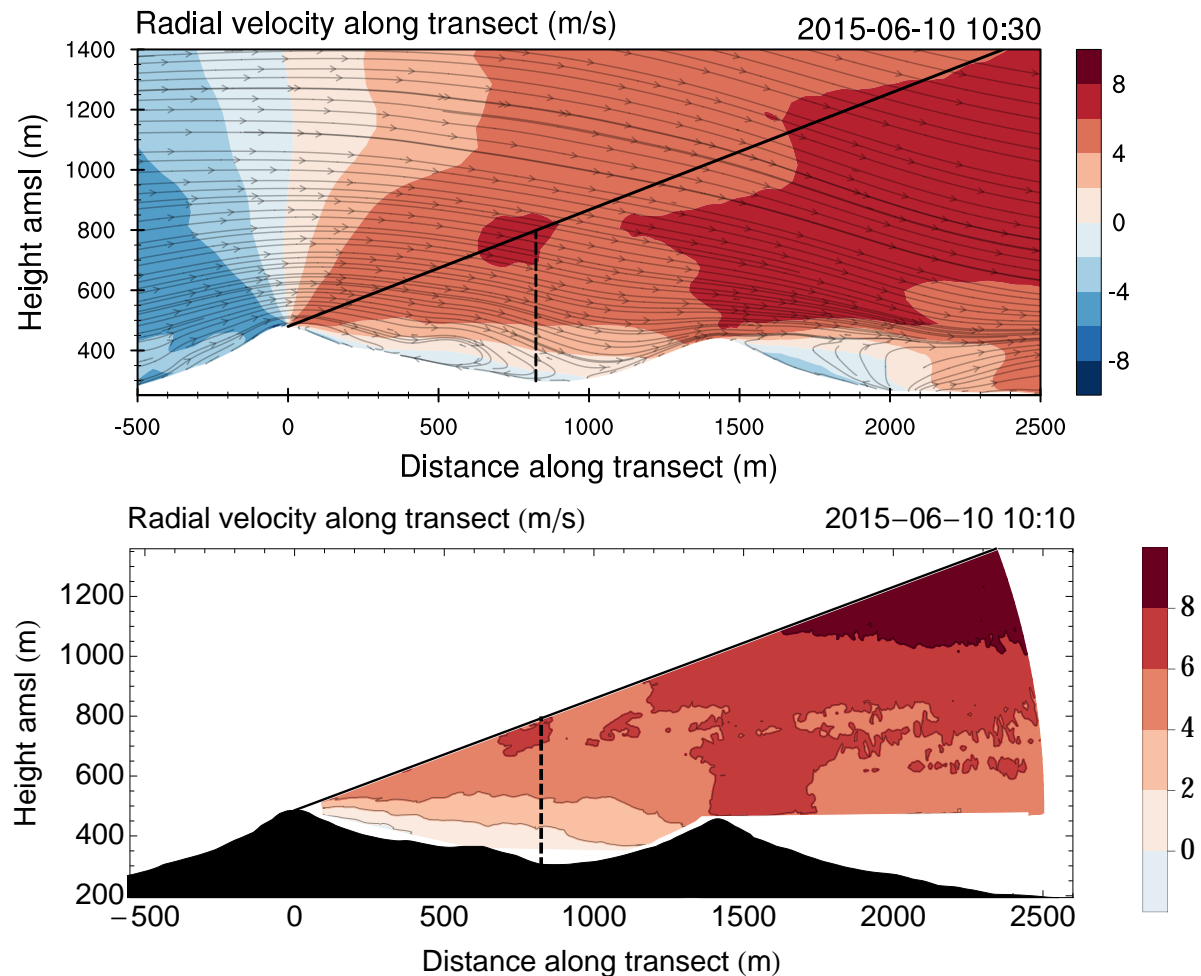 Radial velocity along transect (m/s) 2015-06-10 10:30
1400
1200
1000
800
600
400
Height amsl (m)
8
4
0
-4
-8
-500 0 500 1000 1500 2000 2500
Distance along transect (m)
Radial velocity along transect (m/s) 2015−06−10 10:10
1200
1000
800
600
400
200
Height amsl (m)
8
6
4
2
0
−500 0 500 1000 1500 2000 2500
Distance along transect (m)